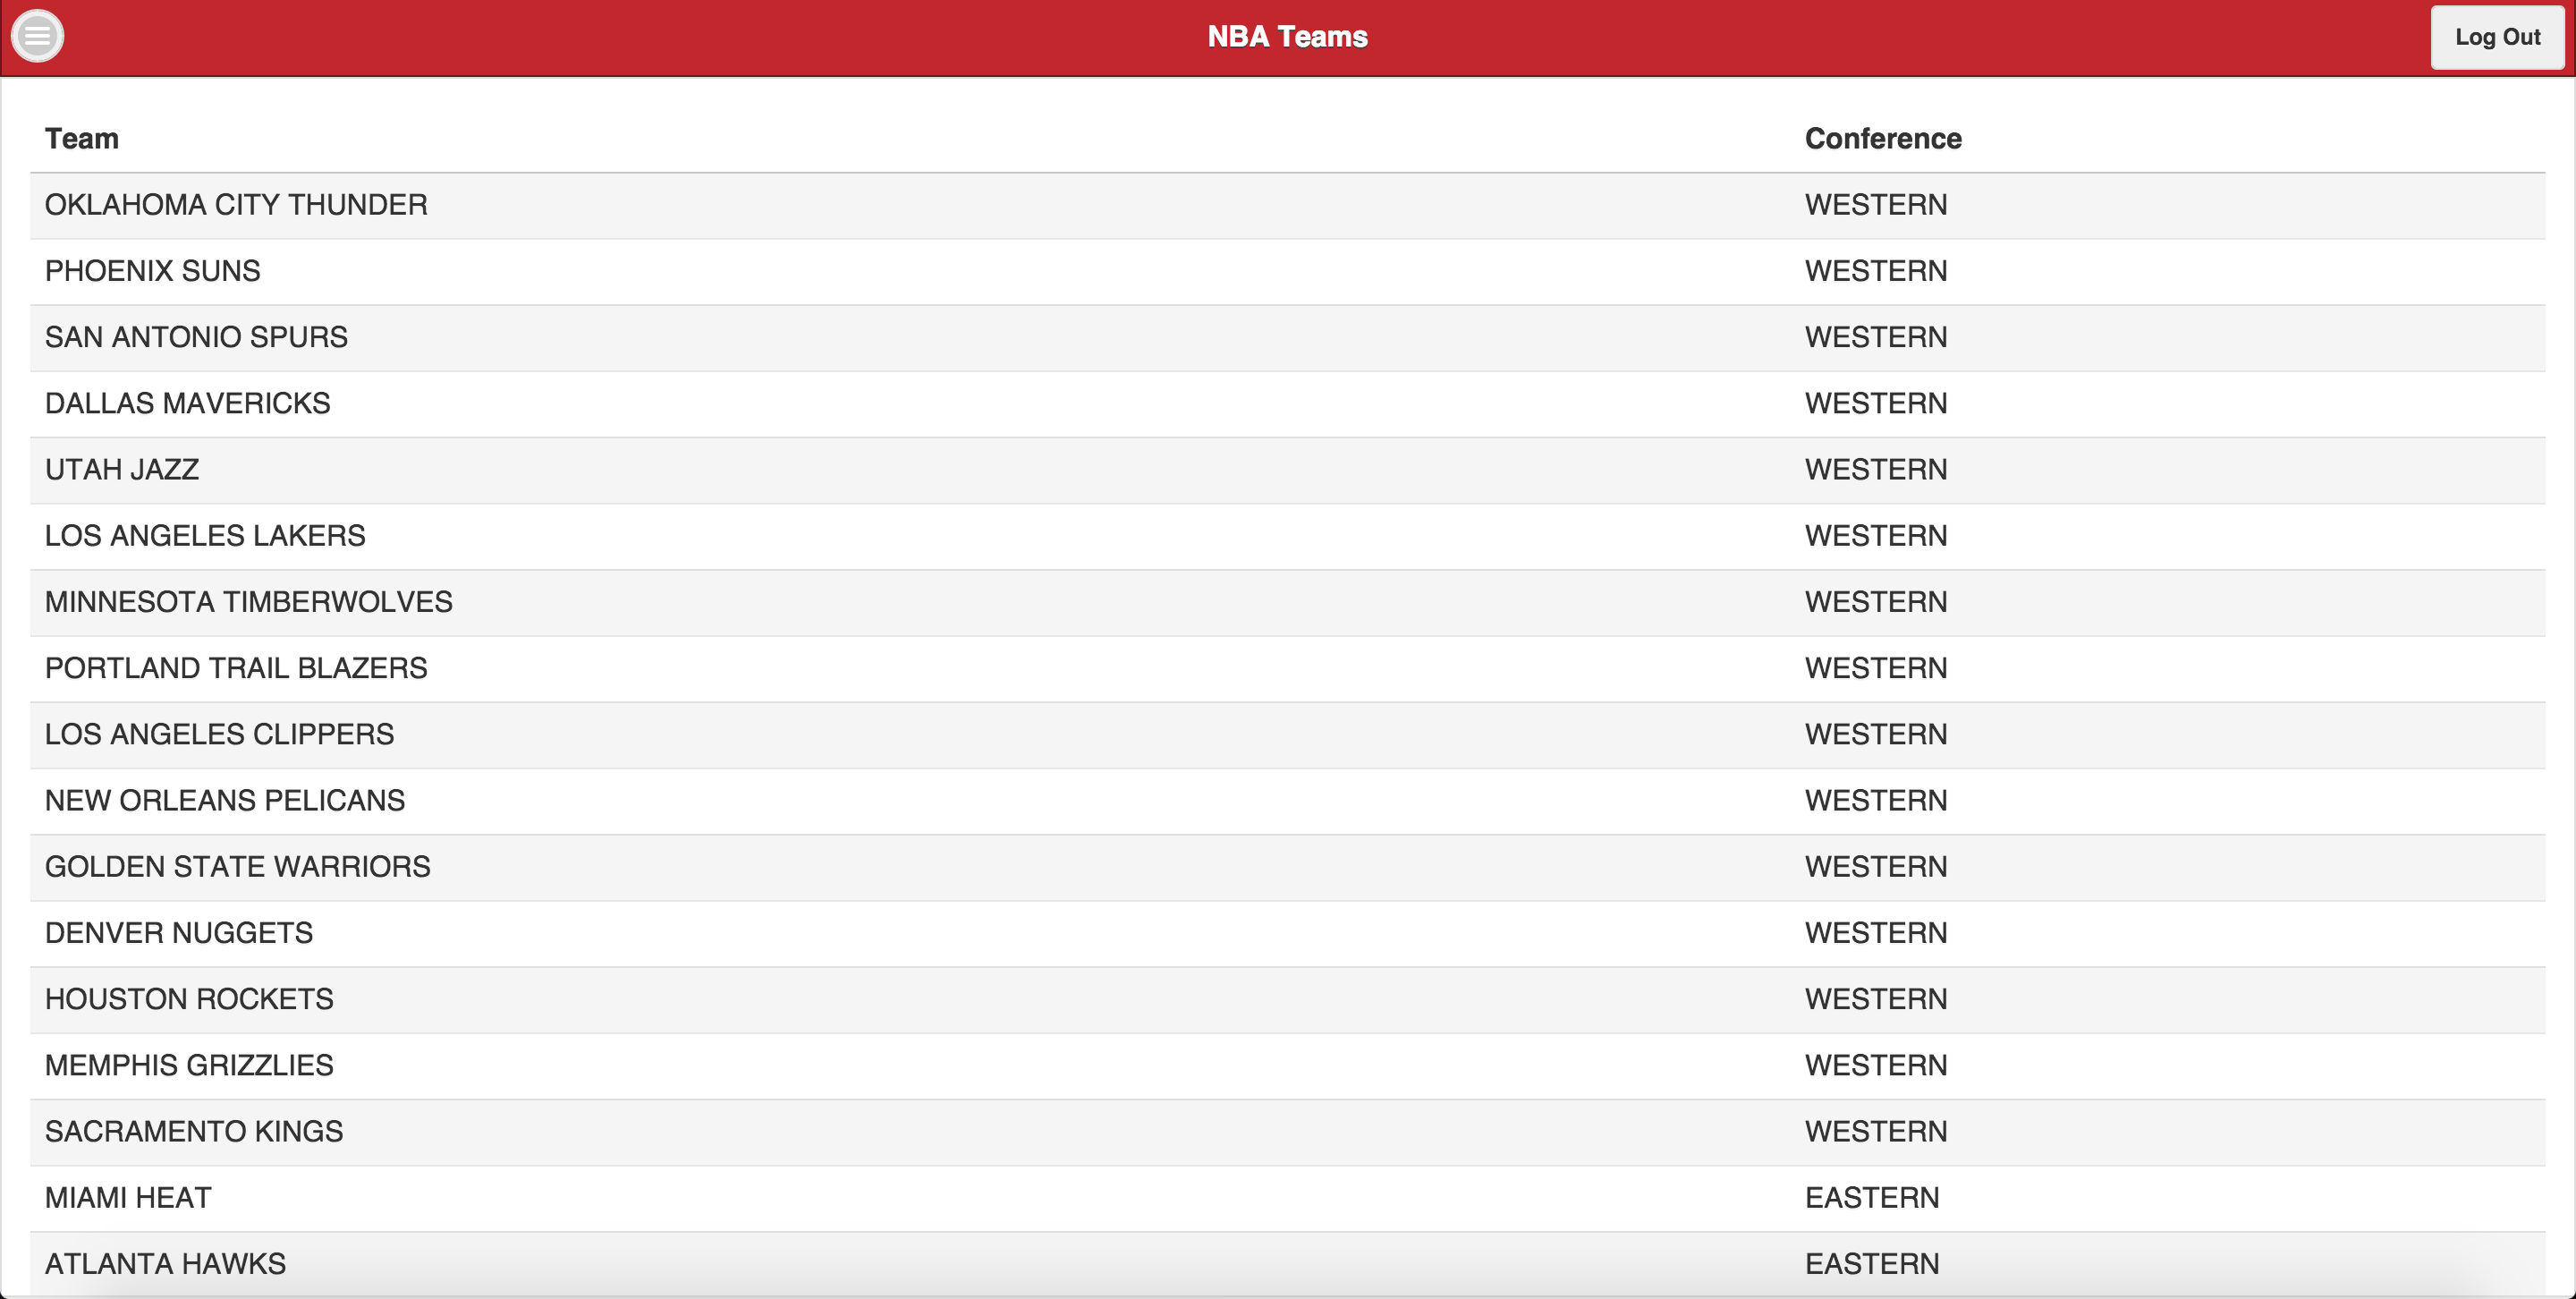 NBA Teams
Log Out
Team Conference
OKLAHOMA CITY THUNDER WESTERN
PHOENIX SUNS WESTERN
SAN ANTONIO SPURS WESTERN
DALLAS MAVERICKS WESTERN
UTAH JAZZ WESTERN
LOS ANGELES LAKERS WESTERN
MINNESOTA TIMBERWOLVES WESTERN
PORTLAND TRAIL BLAZERS WESTERN
LOS ANGELES CLIPPERS WESTERN
NEW ORLEANS PELICANS WESTERN
GOLDEN STATE WARRIORS WESTERN
DENVER NUGGETS WESTERN
HOUSTON ROCKETS WESTERN
MEMPHIS GRIZZLIES WESTERN
SACRAMENTO KINGS WESTERN
MIAMI HEAT EASTERN
ATLANTA HAWKS EASTERN